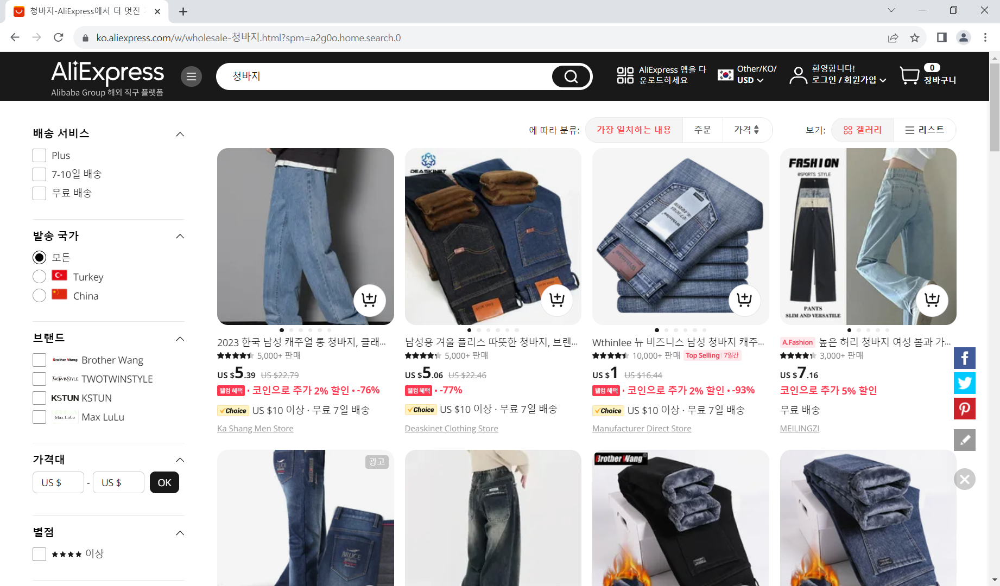 청바지-AliExpress에서 더 멋진
ko.aliexpress.com/w/wholesale-청바지.html?spm=a2g0o.home.search.0
AliExpress
Alibaba Group 해외 직구 플랫폼
청바지
AliExpress 앱을 다
운로드하세요
Other/KO/
USD
환영합니다!
로그인 / 회원가입
0
장바구니
에 따라 분류:
가장 일치하는 내용
주문
가격
보기:
갤러리
리스트
배송 서비스
Plus
7-10일 배송
무료 배송
발송 국가
모든
Turkey
China
브랜드
Brother Wang Brother Wang
TWOTWINSTYLE TWOTWINSTYLE
KSTUN KSTUN
Max LuLu Max LuLu
가격대
US $ - US $ OK
별점
이상
2023 한국 남성 캐주얼 롱 청바지, 클래...
5,000+ 판매
US $5.39 US$22.79
웰컴 혜택 · 코인으로 추가 2% 할인 · -76%
Choice US $10 이상 · 무료 7일 배송
Ka Shang Men Store
DEASKINET
남성용 겨울 플리스 따뜻한 청바지, 브랜...
5,000+ 판매
US $5.06 US$22.46
웰컴 혜택 · -77%
Choice US $10 이상 · 무료 7일 배송
Deaskinet Clothing Store
Wthinlee
Wthinlee
Wthinlee 뉴 비즈니스 남성 청바지 캐주...
10,000+ 판매 Top Selling 7일간
US $1 US$16.44
웰컴 혜택 · 코인으로 추가 2% 할인 · -93%
Choice US $10 이상 · 무료 7일 배송
Manufacturer Direct Store
FASHION
@SPORTS STYLE
PANTS
SLIM AND VERSATILE
A.Fashion 높은 허리 청바지 여성 봄과 가...
3,000+ 판매
US $7.16
코인으로 추가 5% 할인
무료 배송
MEILINGZI
광고
BRUCE
BRUCE
Brother Wang